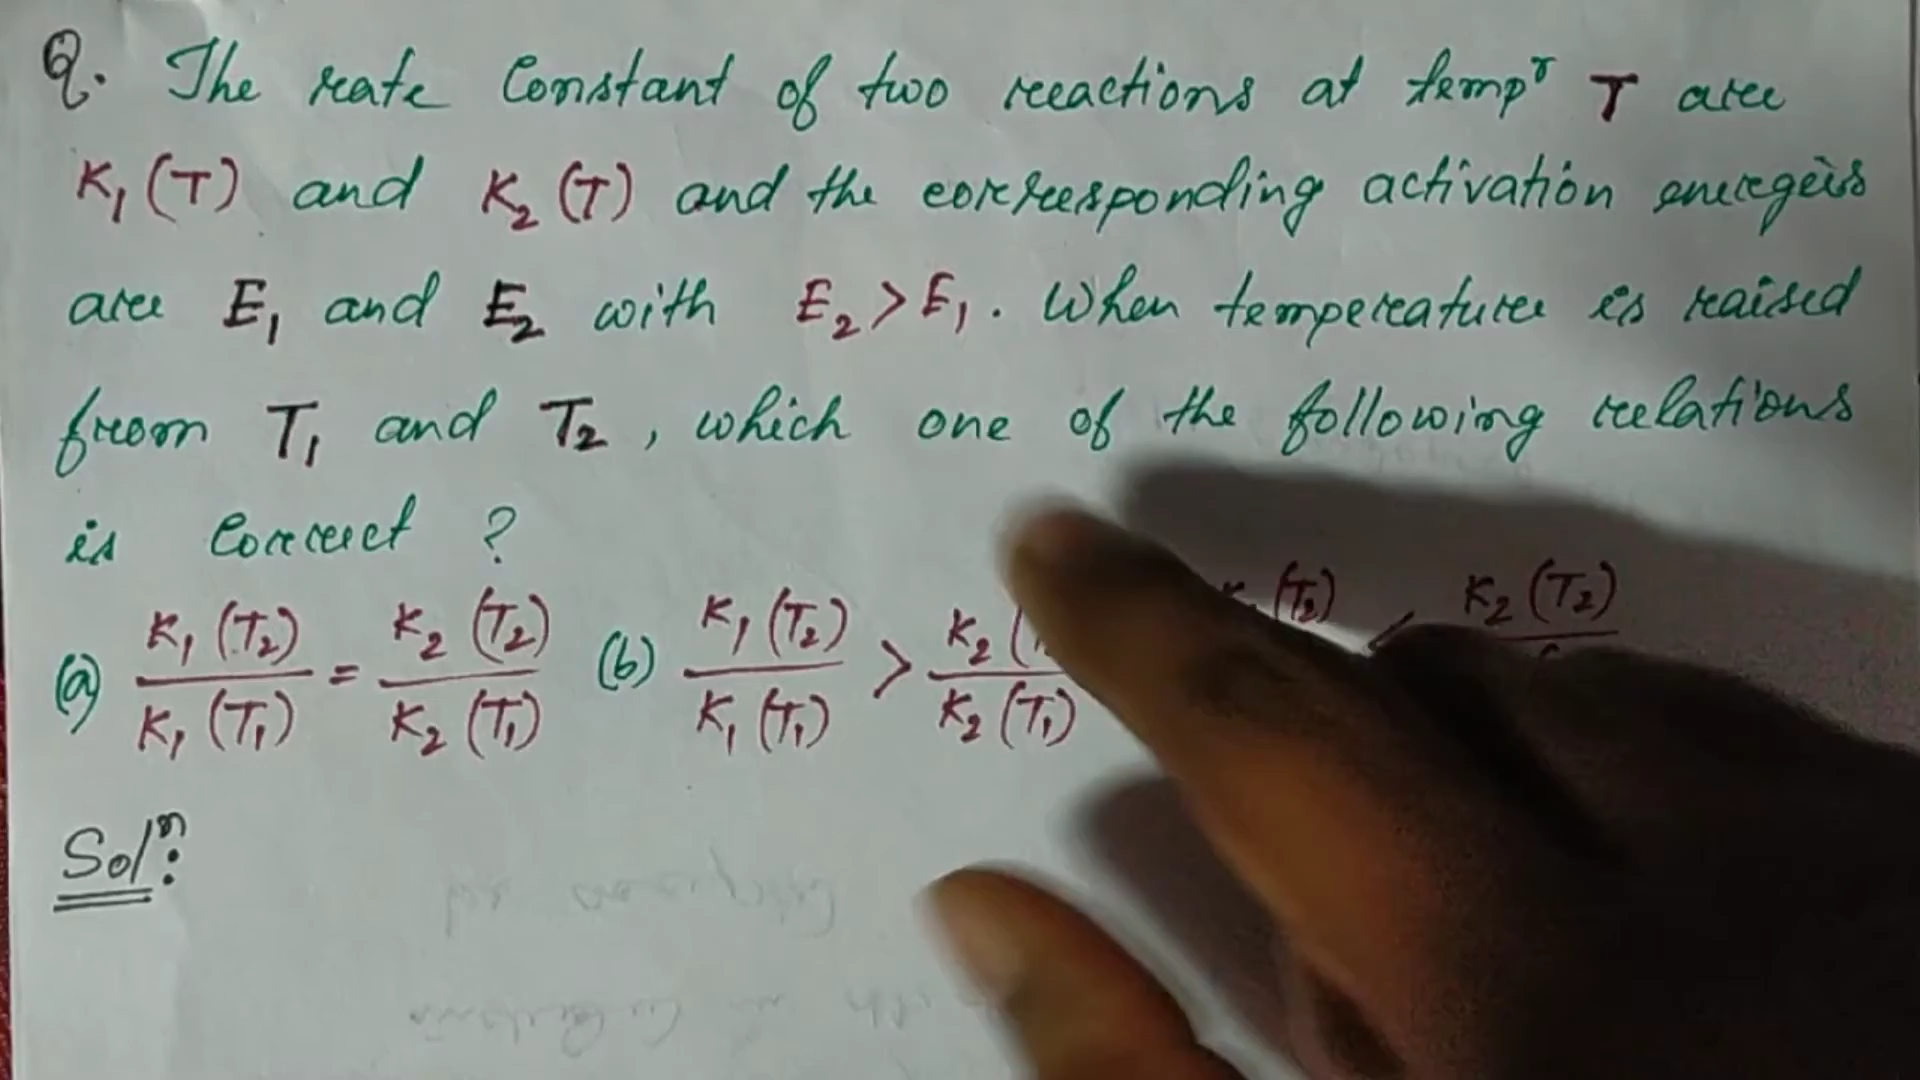 Q. The rate Constant of two reactions at tempr T are
K1 (T) and K2 (T) and the corresponding activation energeis
are E1 and E2 with E2 > E1. When temperature is raised
from T1 and T2, which one of the following relations
is Correct ?
(a) K1 (T2) / K1 (T1) = K2 (T2) / K2 (T1) (b) K1 (T2) / K1 (T1) > K2 ( / K2 (T1) (T2) < K2 (T2)
Soln: